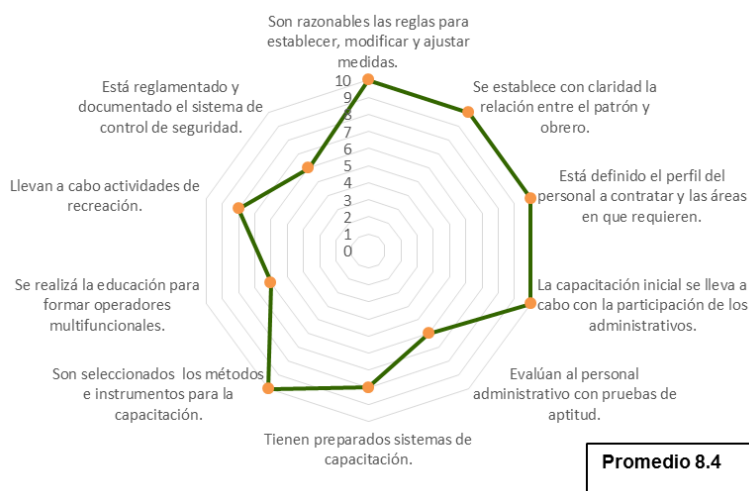 Son razonables las reglas para
establecer, modificar y ajustar
medidas.
Se establece con claridad la
relación entre el patrón y
obrero.
Está definido el perfil del
personal a contratar y las áreas
en que requieren.
La capacitación inicial se lleva a
cabo con la participación de los
administrativos.
Evalúan al personal
administrativo con pruebas de
aptitud.
Tienen preparados sistemas de
capacitación.
Son seleccionados los métodos
e instrumentos para la
capacitación.
Se realizá la educación para
formar operadores
multifuncionales.
Llevan a cabo actividades de
recreación.
Está reglamentado y
documentado el sistema de
control de seguridad.
10
9
8
7
6
5
4
3
2
1
0
Promedio 8.4